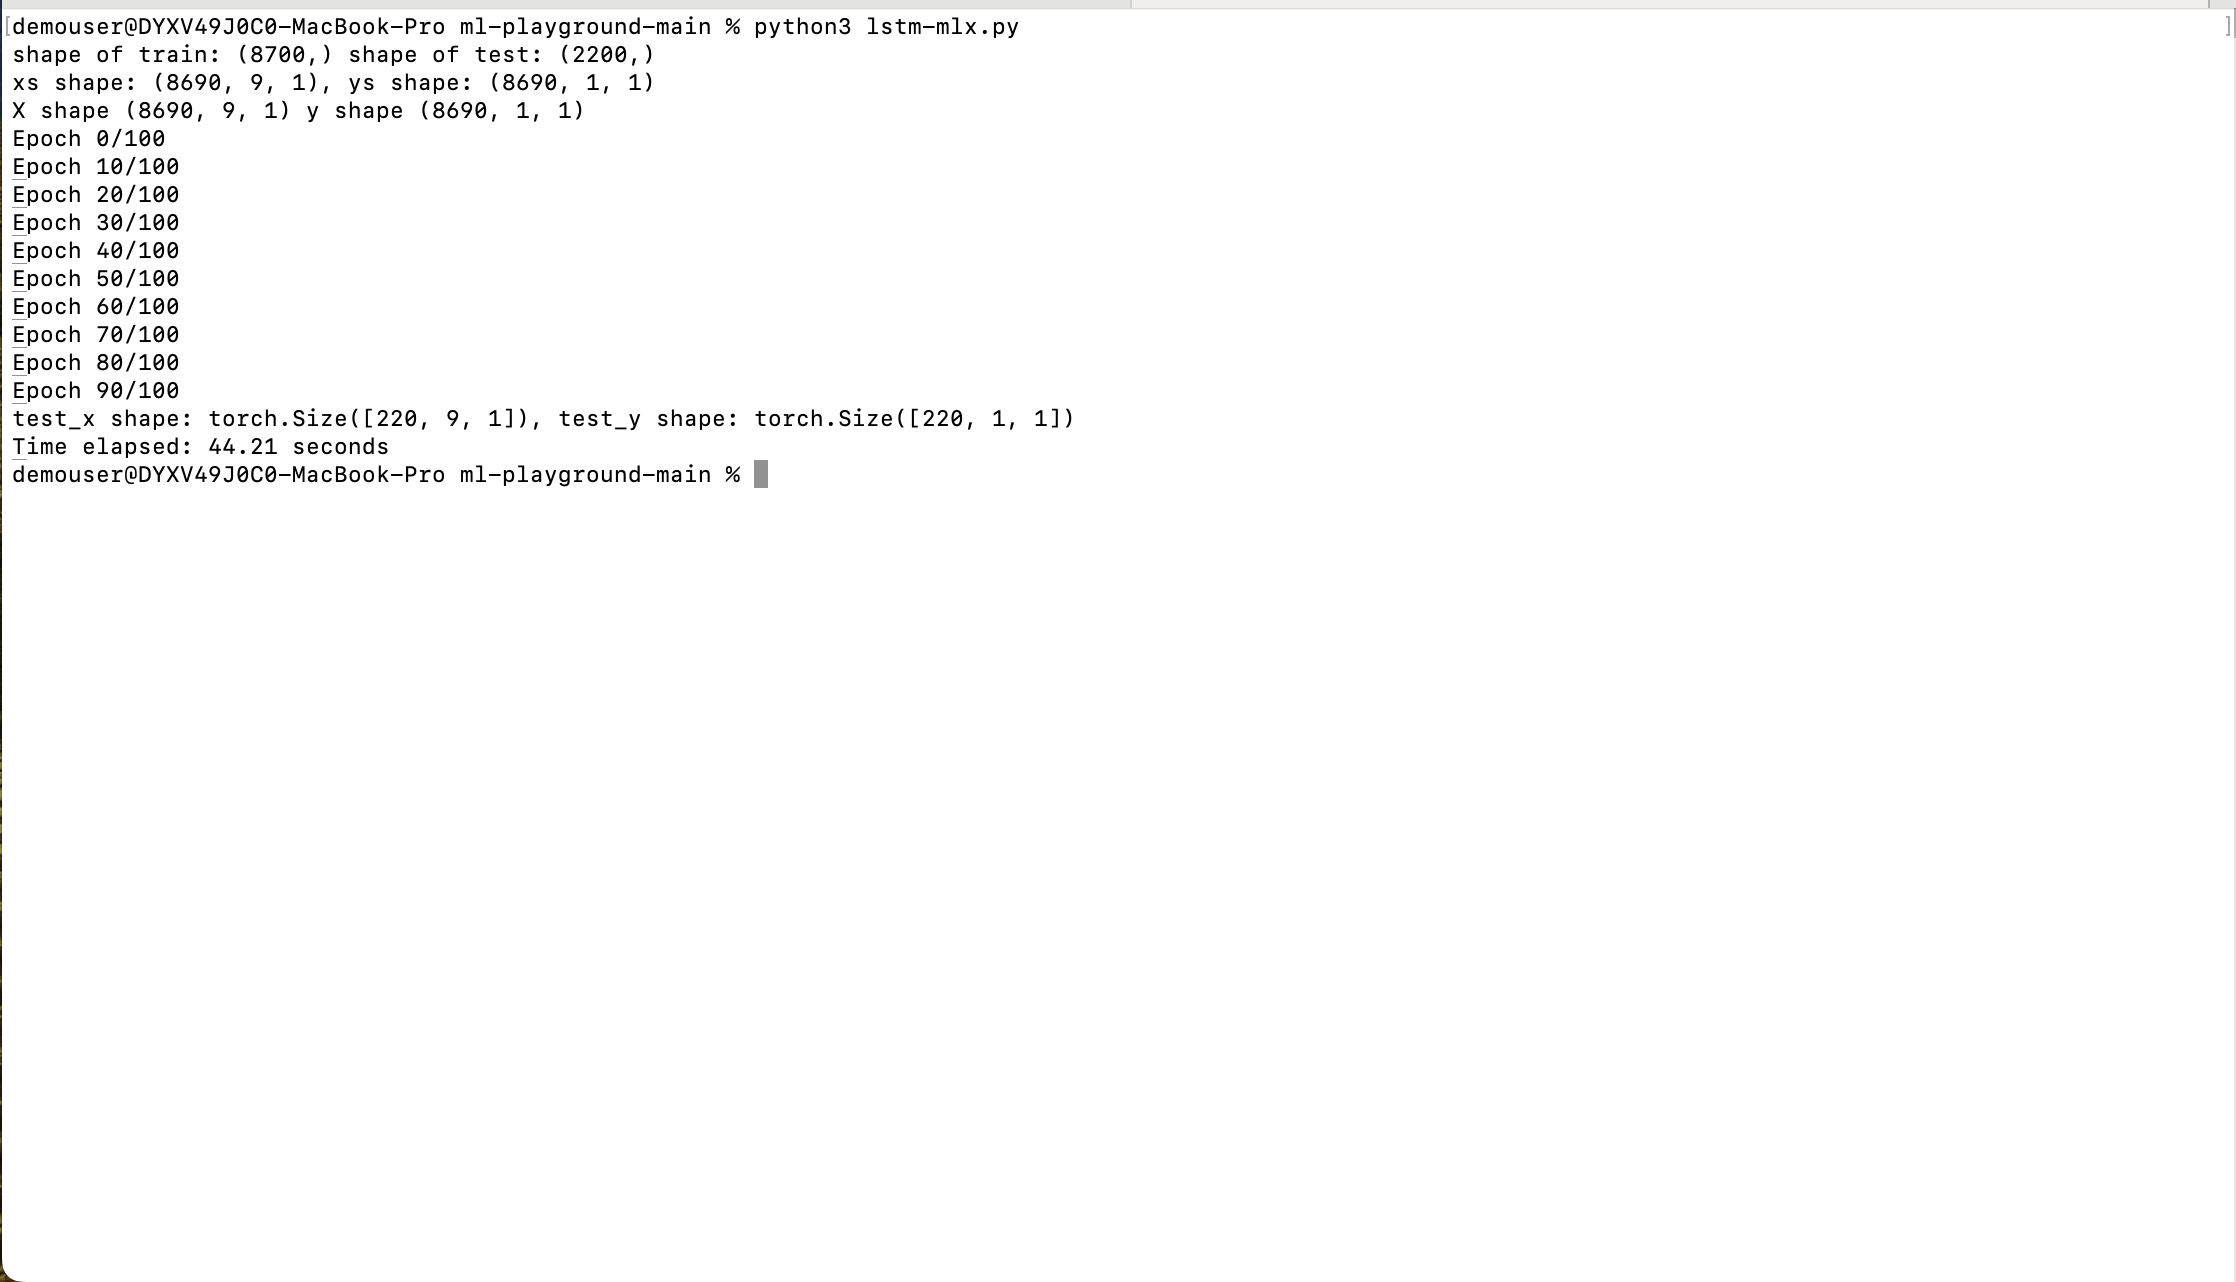 [demouser@DYXV49J0C0-MacBook-Pro ml-playground-main % python3 lstm-mlx.py ]
shape of train: (8700,) shape of test: (2200,)
xs shape: (8690, 9, 1), ys shape: (8690, 1, 1)
X shape (8690, 9, 1) y shape (8690, 1, 1)
Epoch 0/100
Epoch 10/100
Epoch 20/100
Epoch 30/100
Epoch 40/100
Epoch 50/100
Epoch 60/100
Epoch 70/100
Epoch 80/100
Epoch 90/100
test_x shape: torch.Size([220, 9, 1]), test_y shape: torch.Size([220, 1, 1])
Time elapsed: 44.21 seconds
demouser@DYXV49J0C0-MacBook-Pro ml-playground-main %